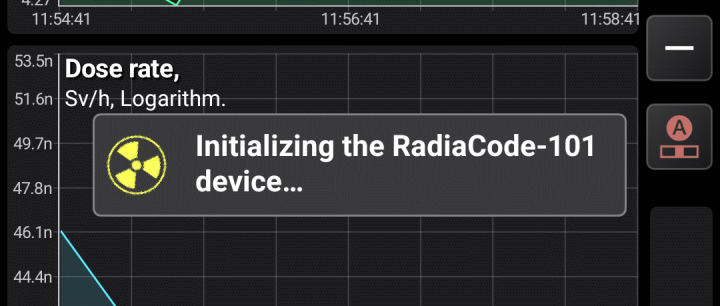 4.27
11:54:41 11:56:41 11:58:41
53.5n
Dose rate,
51.6n
Sv/h, Logarithm.
49.7n
Initializing the RadiaCode-101
device...
47.8n
46.1n
44.4n
A